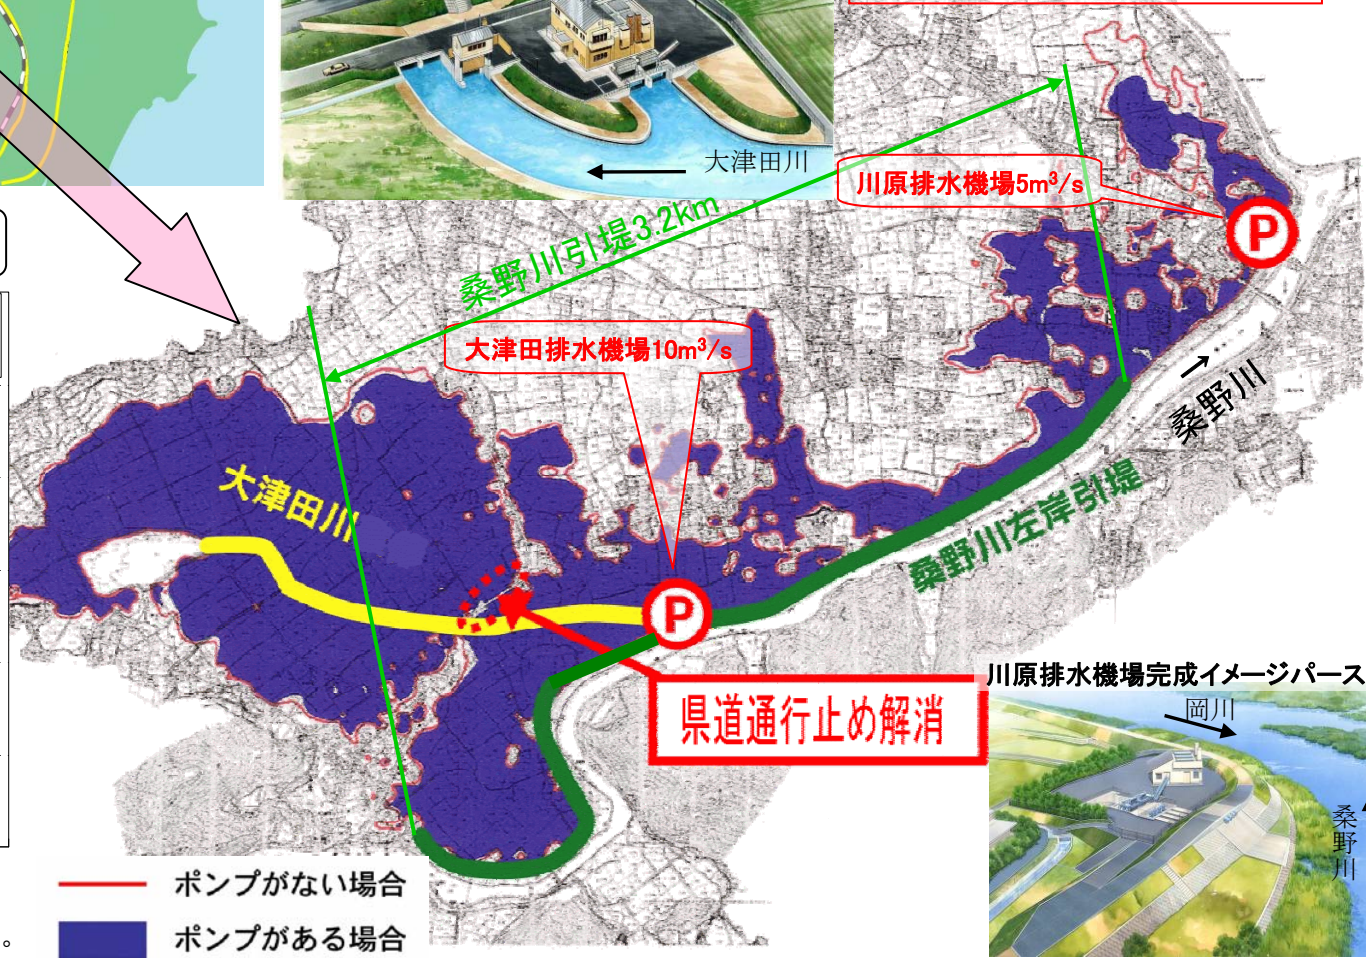 大津田川
川原排水機場5m³/s
P
桑野川引堤3.2km
大津田排水機場10m³/s
桑野川
大津田川
桑野川左岸引堤
P
県道通行止め解消
川原排水機場完成イメージパース
岡川
桑野川
ポンプがない場合
ポンプがある場合
。